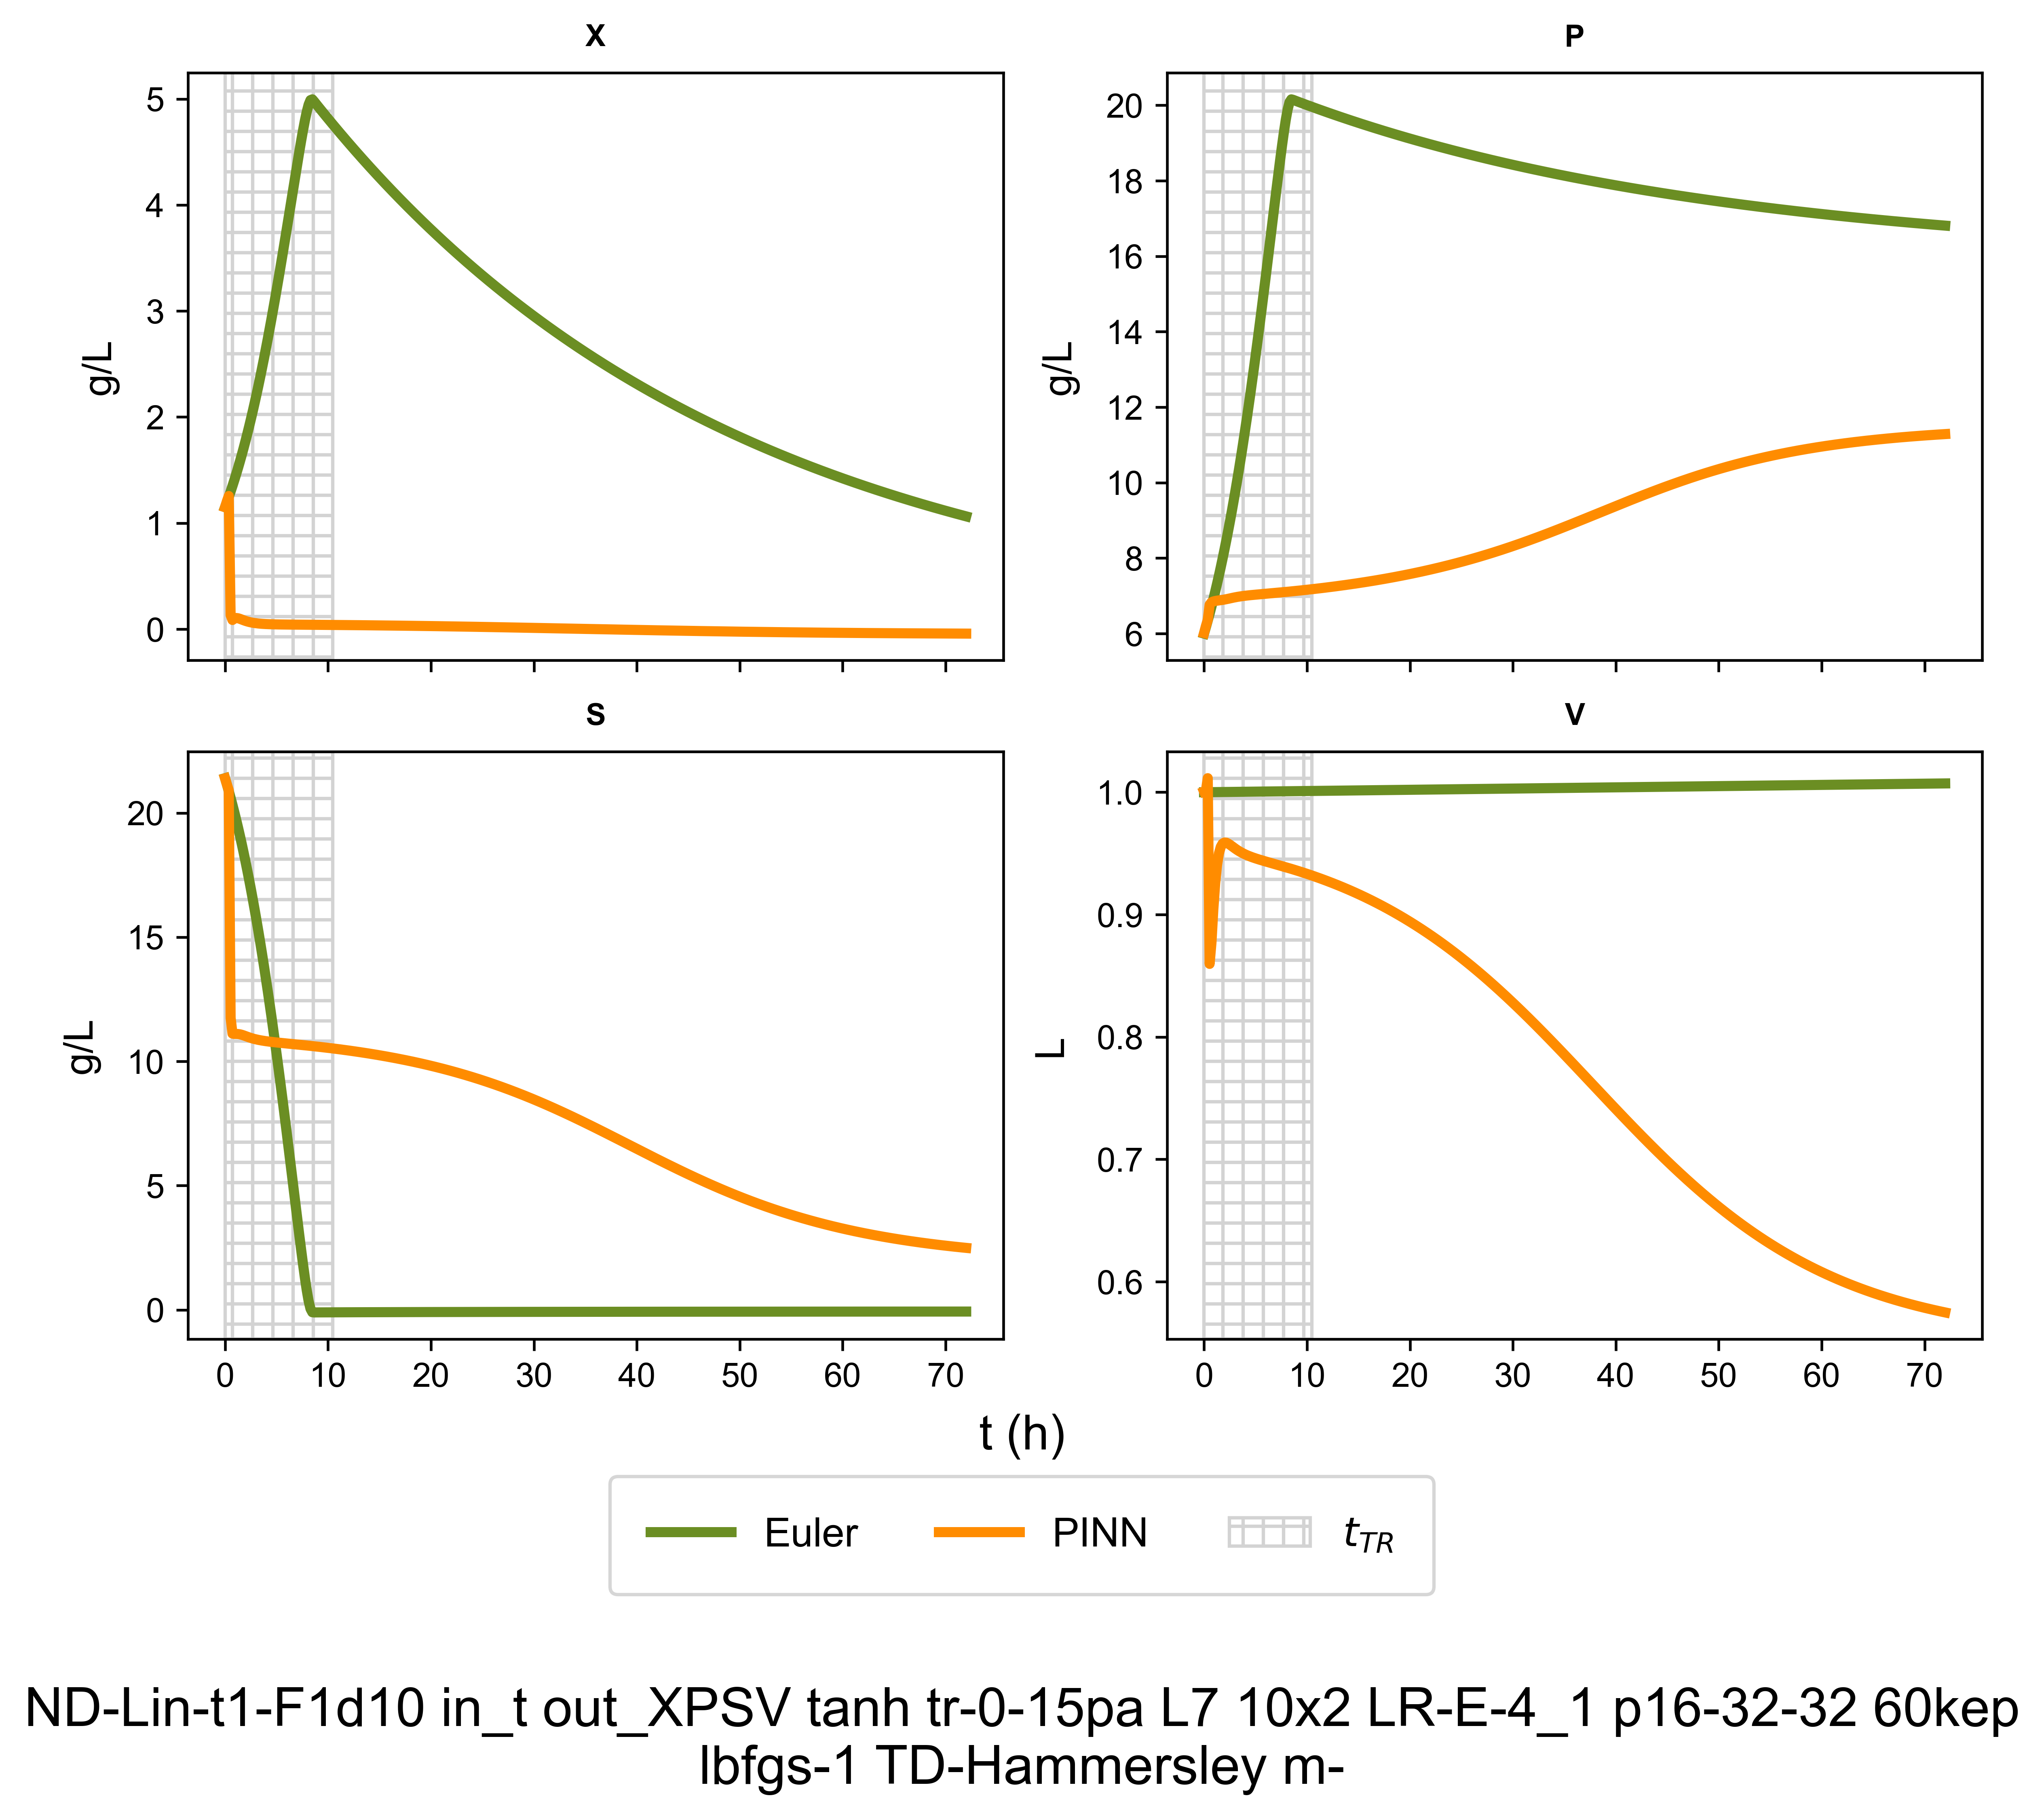 X
P
5
4
3
2
1
0
g/L
20
18
16
14
12
10
8
6
g/L
S
V
20
15
10
5
0
g/L
0 10 20 30 40 50 60 70
1.0
0.9
0.8
0.7
0.6
L
0 10 20 30 40 50 60 70
t (h)
Euler PINN t_TR
ND-Lin-t1-F1d10 in_t out_XPSV tanh tr-0-15pa L7 10x2 LR-E-4_1 p16-32-32 60kep
lbfgs-1 TD-Hammersley m-